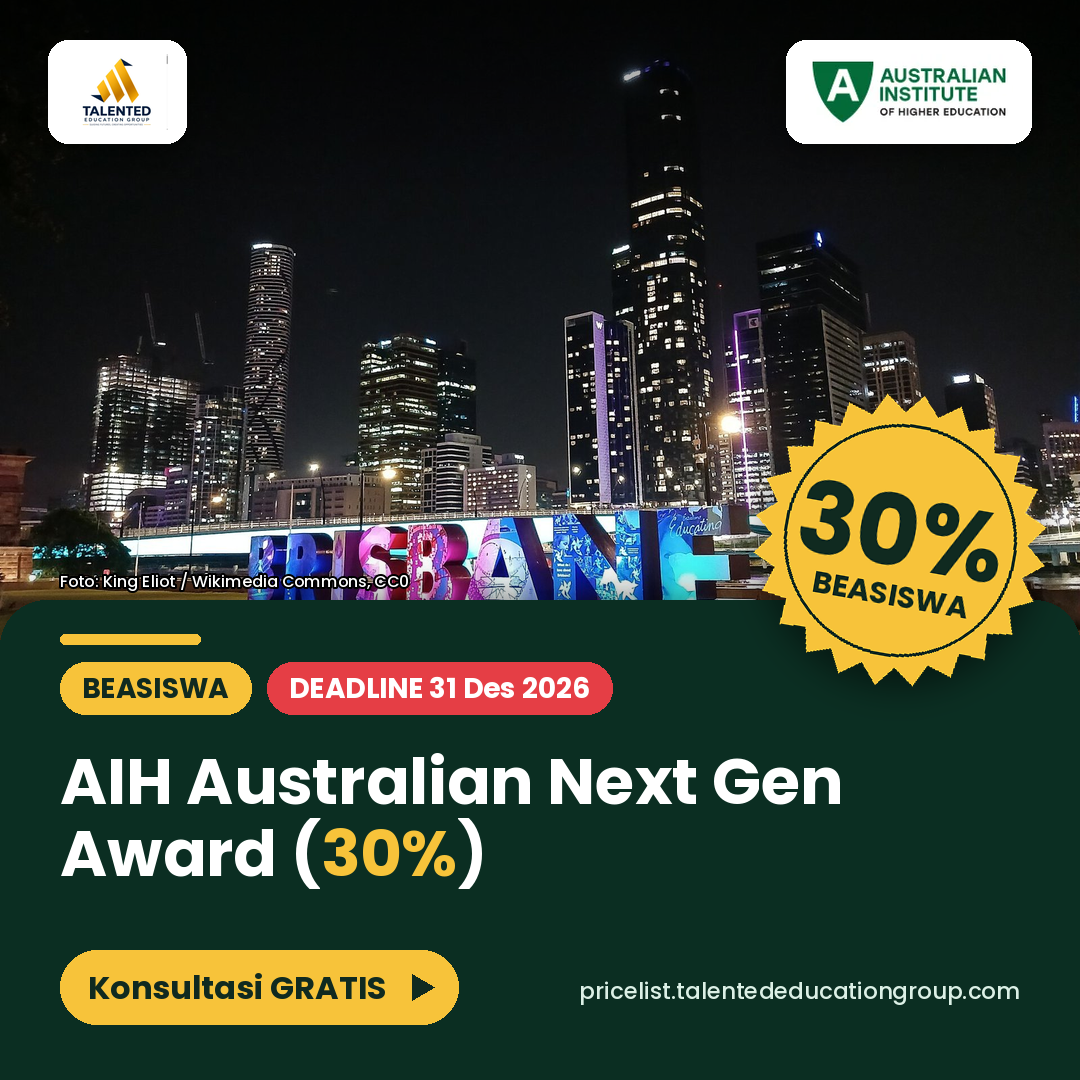 TALENTED
EDUCATION GROUP
AUSTRALIAN
INSTITUTE
OF HIGHER EDUCATION
BRISBANE
Educating
30%
BEASISWA
Foto: King Eliot / Wikimedia Commons, CC0
BEASISWA
DEADLINE 31 Des 2026
AIH Australian Next Gen
Award (30%)
Konsultasi GRATIS
pricelist.talentededucationgroup.com